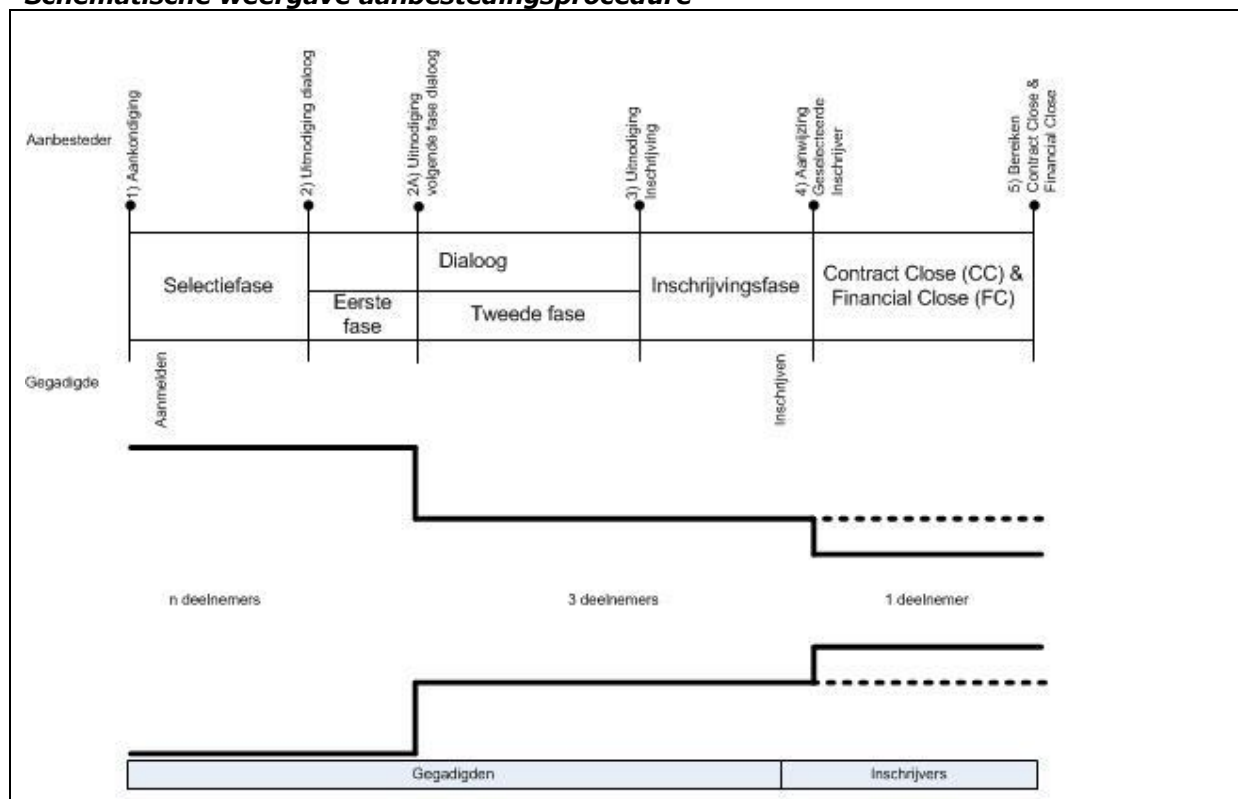 Schematische weergave aanbestedingsprocedure
Aanbesteder
1) Aankondiging
2) Uitnodiging dialoog
2A) Uitnodiging
volgende fase dialoog
3) Uitnodiging
Inschrijving
4) Aanwijzing
Geselecteerde
Inschrijver
5) Bereiken
Contract Close &
Financial Close
Selectiefase
Dialoog
Eerste
fase
Tweede fase
Inschrijvingsfase
Contract Close (CC) &
Financial Close (FC)
Gegadigde
Aanmelden
Inschrijven
n deelnemers
3 deelnemers
1 deelnemer
Gegadigden
Inschrijvers